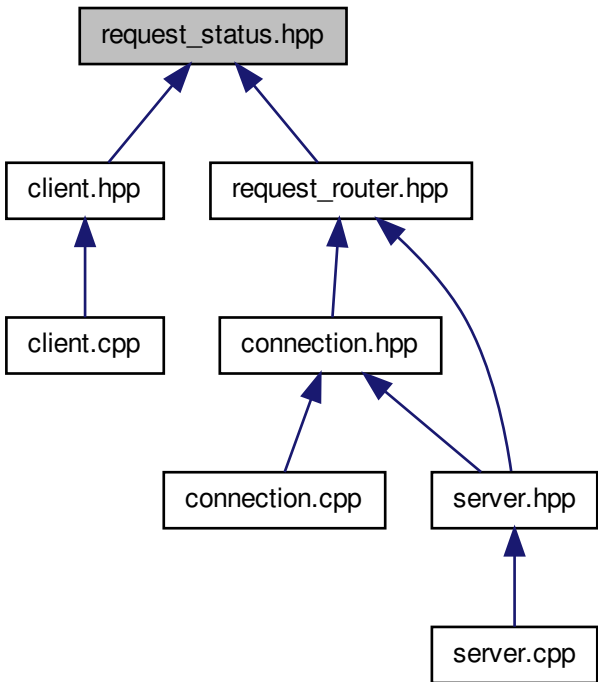 request_status.hpp
client.hpp
request_router.hpp
client.cpp
connection.hpp
connection.cpp
server.hpp
server.cpp